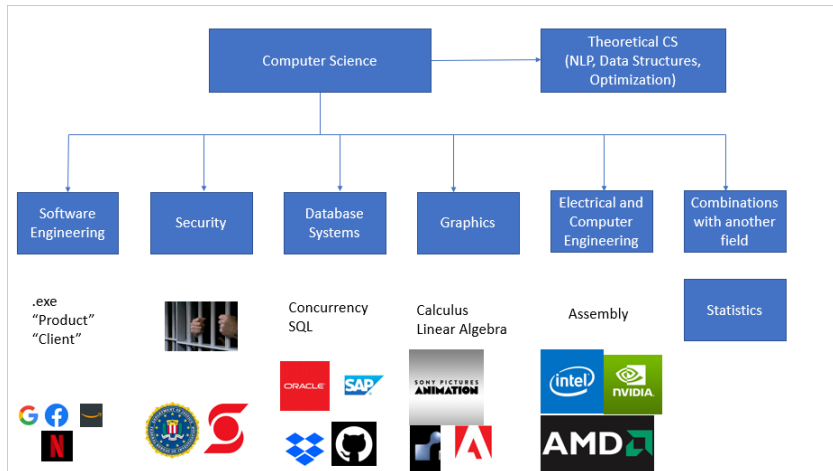 Computer Science
Theoretical CS
(NLP, Data Structures,
Optimization)
Software
Engineering
Security
Database
Systems
Graphics
Electrical and
Computer
Engineering
Combinations
with another
field
.exe
“Product”
“Client”
Concurrency
SQL
Calculus
Linear Algebra
Assembly
Statistics
ORACLE
SAP
SONY PICTURES
ANIMATION
intel
NVIDIA.
AMD